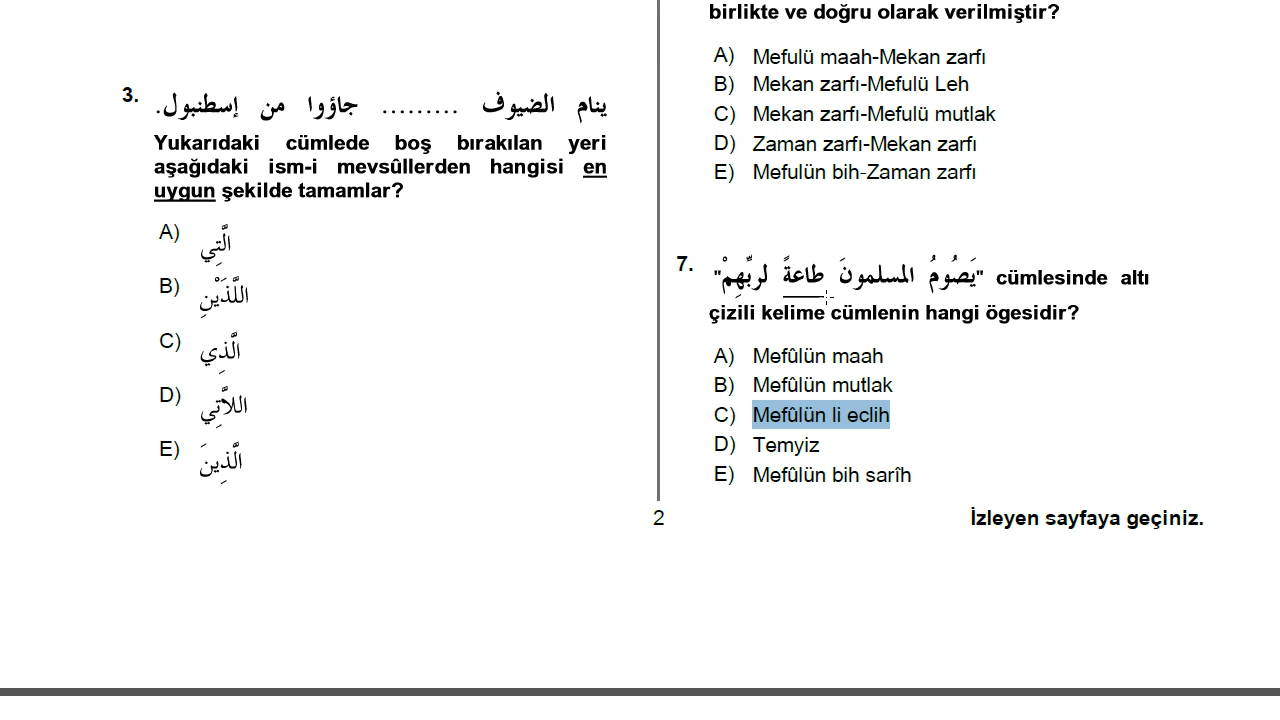 3. ينام الضيوف ......... جاؤوا من إسطنبول.
Yukarıdaki cümlede boş bırakılan yeri
aşağıdaki ism-i mevsûllerden hangisi en
uygun şekilde tamamlar?
A) الَّتِي
B) اللَّذَيْنِ
C) الَّذِي
D) اللاَّتِي
E) الَّذِينَ
birlikte ve doğru olarak verilmiştir?
A) Mefulü maah-Mekan zarfı
B) Mekan zarfı-Mefulü Leh
C) Mekan zarfı-Mefulü mutlak
D) Zaman zarfı-Mekan zarfı
E) Mefulün bih-Zaman zarfı
7. "يَصُومُ المسلمونَ طاعةً لربِّهِمْ" cümlesinde altı
çizili kelime cümlenin hangi ögesidir?
A) Mefûlün maah
B) Mefûlün mutlak
C) Mefûlün li eclih
D) Temyiz
E) Mefûlün bih sarîh
2
İzleyen sayfaya geçiniz.